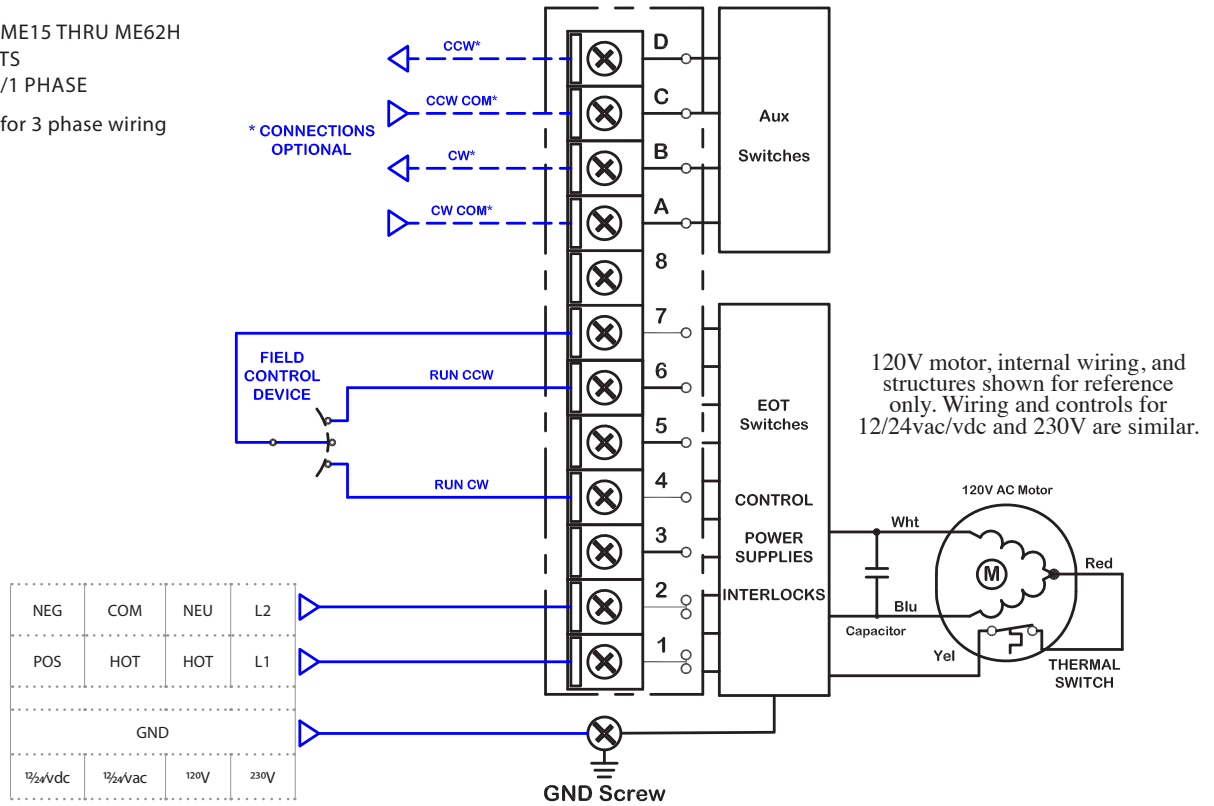 ME15 THRU ME62H
TS
/1 PHASE
for 3 phase wiring
* CONNECTIONS
OPTIONAL
CCW*
CCW COM*
CW*
CW COM*
D
C
B
A
8
7
6
5
4
3
2
1
Aux
Switches
FIELD
CONTROL
DEVICE
RUN CCW
RUN CW
EOT
Switches
CONTROL
POWER
SUPPLIES
INTERLOCKS
120V motor, internal wiring, and
structures shown for reference
only. Wiring and controls for
12/24vac/vdc and 230V are similar.
120V AC Motor
Wht
Red
M
Blu
Capacitor
Yel
THERMAL
SWITCH
NEG COM NEU L2
POS HOT HOT L1
GND
12/24vdc 12/24vac 120V 230V
GND Screw